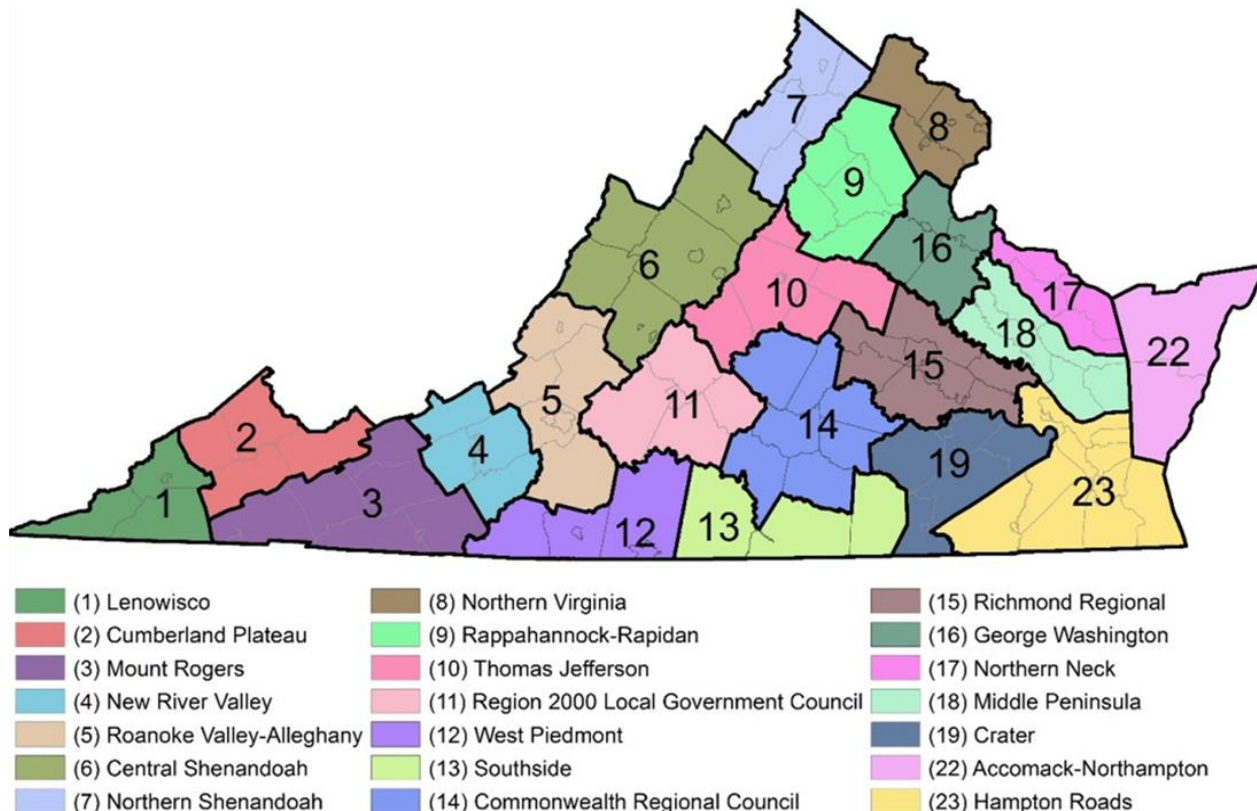 7
8
9
6
16
10
17
18
22
15
5
11
2
14
4
19
23
1
3
12
13
(1) Lenowisco
(2) Cumberland Plateau
(3) Mount Rogers
(4) New River Valley
(5) Roanoke Valley-Alleghany
(6) Central Shenandoah
(7) Northern Shenandoah
(8) Northern Virginia
(9) Rappahannock-Rapidan
(10) Thomas Jefferson
(11) Region 2000 Local Government Council
(12) West Piedmont
(13) Southside
(14) Commonwealth Regional Council
(15) Richmond Regional
(16) George Washington
(17) Northern Neck
(18) Middle Peninsula
(19) Crater
(22) Accomack-Northampton
(23) Hampton Roads